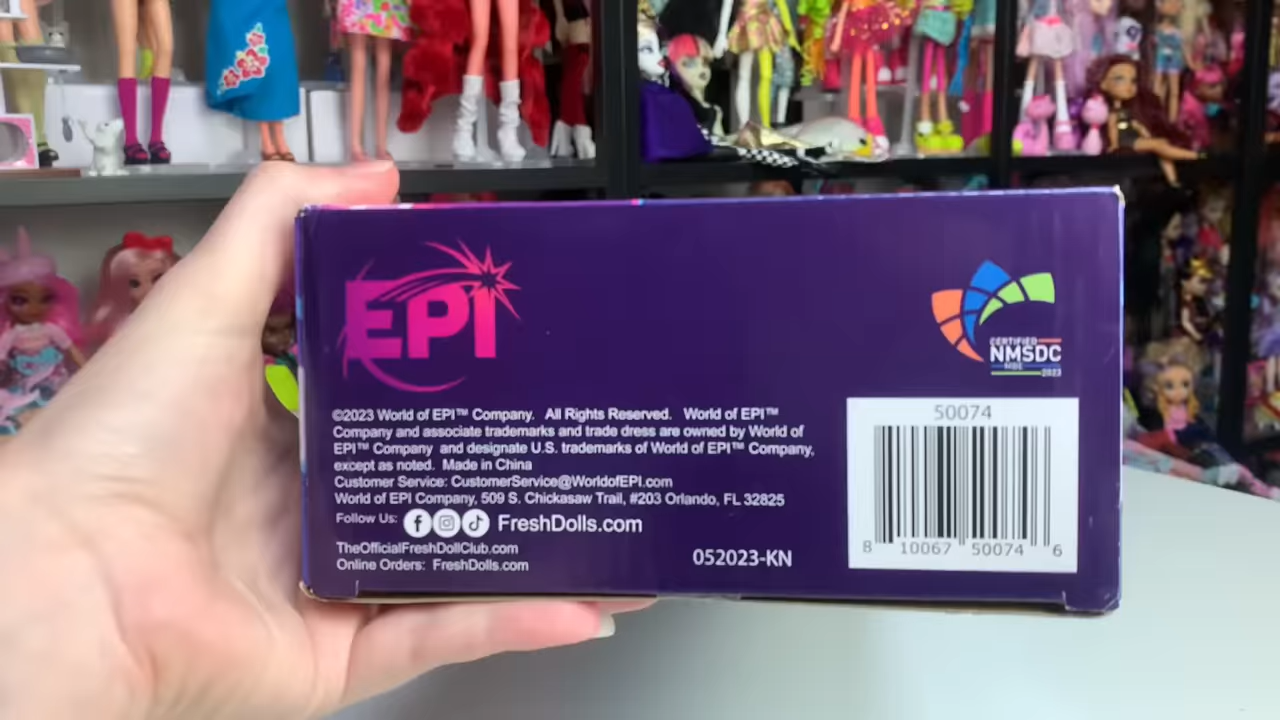 EPI
CERTIFIED
NMSDC
MBE
2023
©2023 World of EPI™ Company. All Rights Reserved. World of EPI™
Company and associate trademarks and trade dress are owned by World of
EPI™ Company and designate U.S. trademarks of World of EPI™ Company,
except as noted. Made in China
Customer Service: CustomerService@WorldofEPI.com
World of EPI Company, 509 S. Chickasaw Trail, #203 Orlando, FL 32825
Follow Us: FreshDolls.com
TheOfficialFreshDollClub.com
Online Orders: FreshDolls.com
052023-KN
50074
8 10067 50074 6